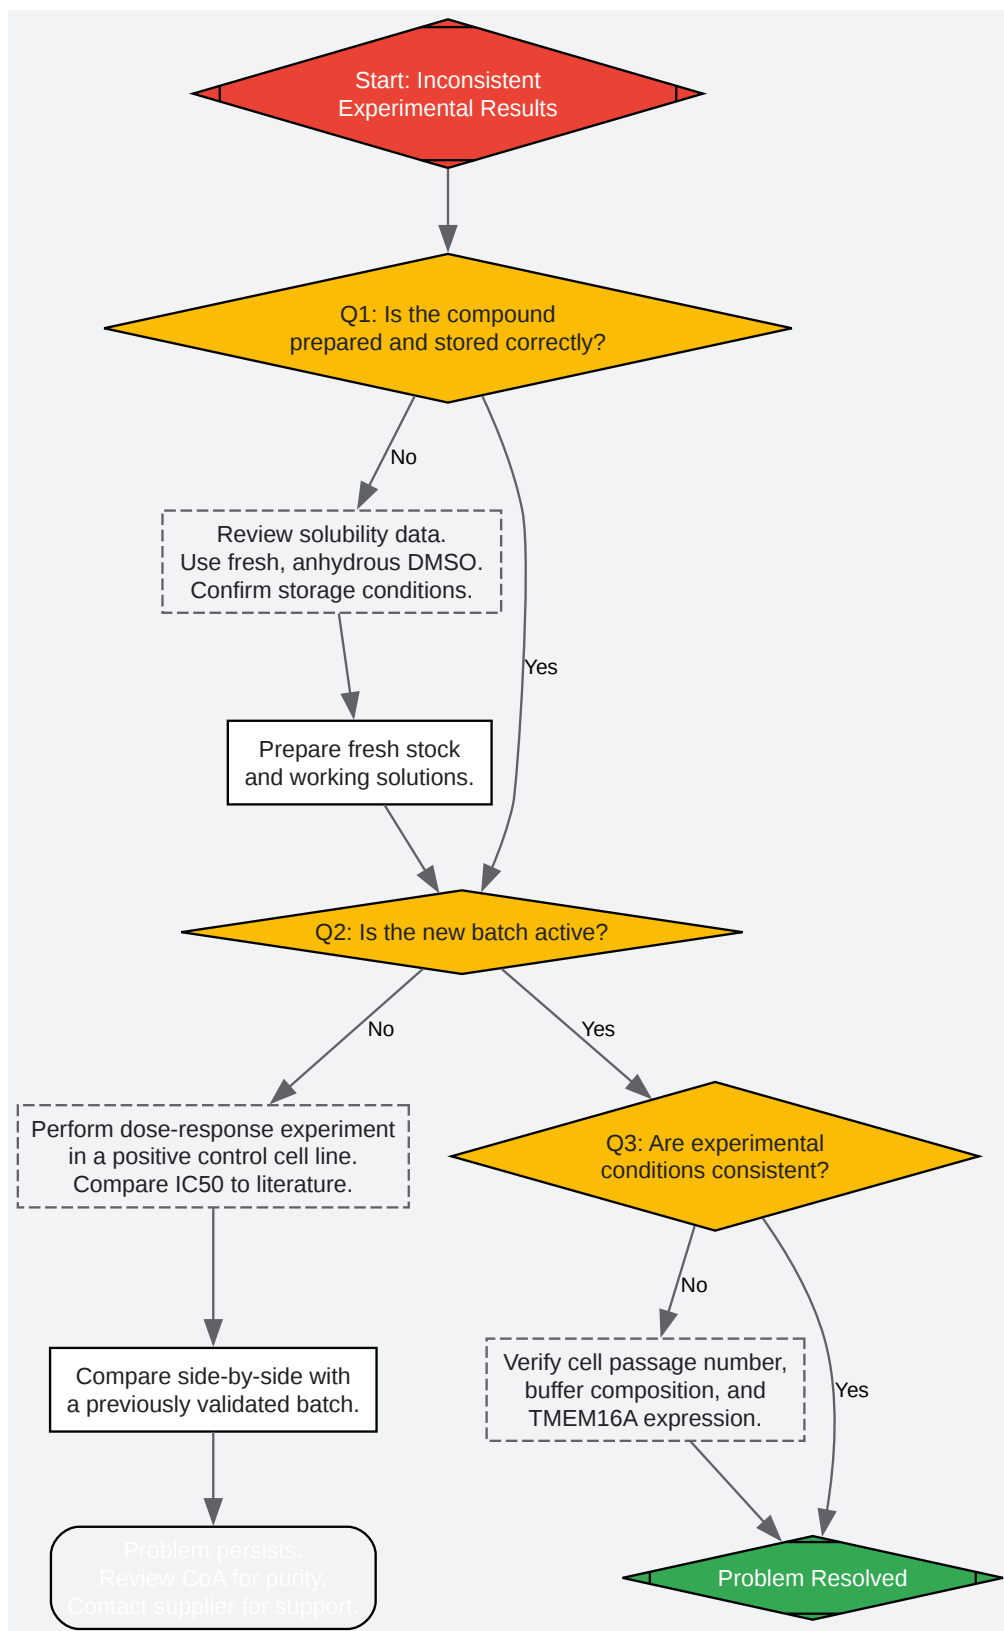 Start: Inconsistent
Experimental Results
Q1: Is the compound
prepared and stored correctly?
No
Review solubility data.
Use fresh, anhydrous DMSO.
Confirm storage conditions.
Yes
Prepare fresh stock
and working solutions.
Q2: Is the new batch active?
No
Yes
Perform dose-response experiment
in a positive control cell line.
Compare IC50 to literature.
Q3: Are experimental
conditions consistent?
No
Compare side-by-side with
a previously validated batch.
Verify cell passage number,
buffer composition, and
TMEM16A expression.
Yes
Problem persists.
Review CoA for purity.
Contact supplier for support.
Problem Resolved